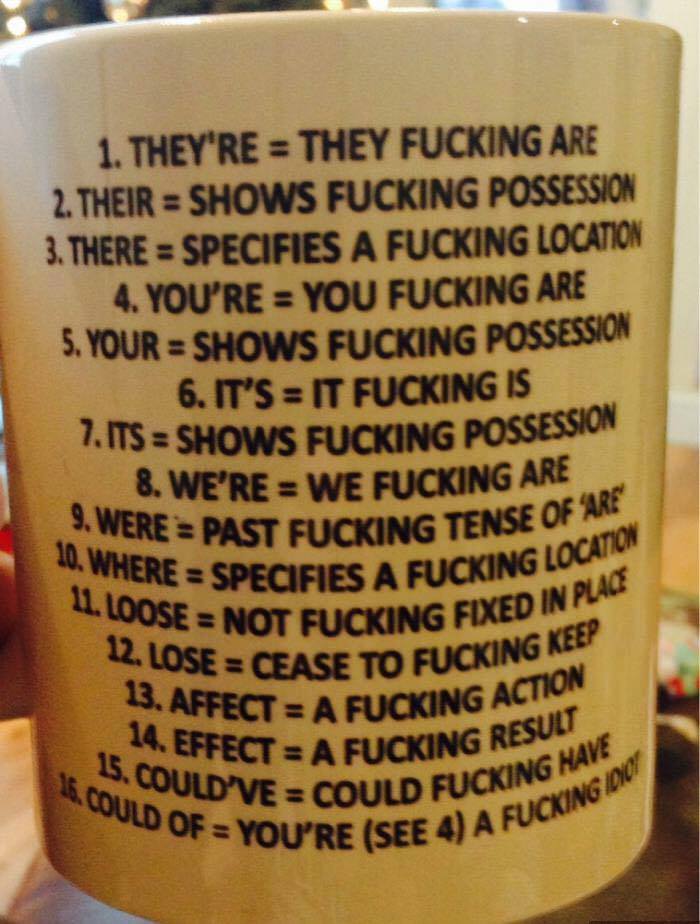 1. THEY'RE = THEY FUCKING ARE
2. THEIR = SHOWS FUCKING POSSESSION
3. THERE = SPECIFIES A FUCKING LOCATION
4. YOU'RE = YOU FUCKING ARE
5. YOUR = SHOWS FUCKING POSSESSION
6. IT'S = IT FUCKING IS
7. ITS = SHOWS FUCKING POSSESSION
8. WE'RE = WE FUCKING ARE
9. WERE = PAST FUCKING TENSE OF 'ARE'
10. WHERE = SPECIFIES A FUCKING LOCATION
11. LOOSE = NOT FUCKING FIXED IN PLACE
12. LOSE = CEASE TO FUCKING KEEP
13. AFFECT = A FUCKING ACTION
14. EFFECT = A FUCKING RESULT
15. COULD'VE = COULD FUCKING HAVE
16. COULD OF = YOU'RE (SEE 4) A FUCKING IDIOT